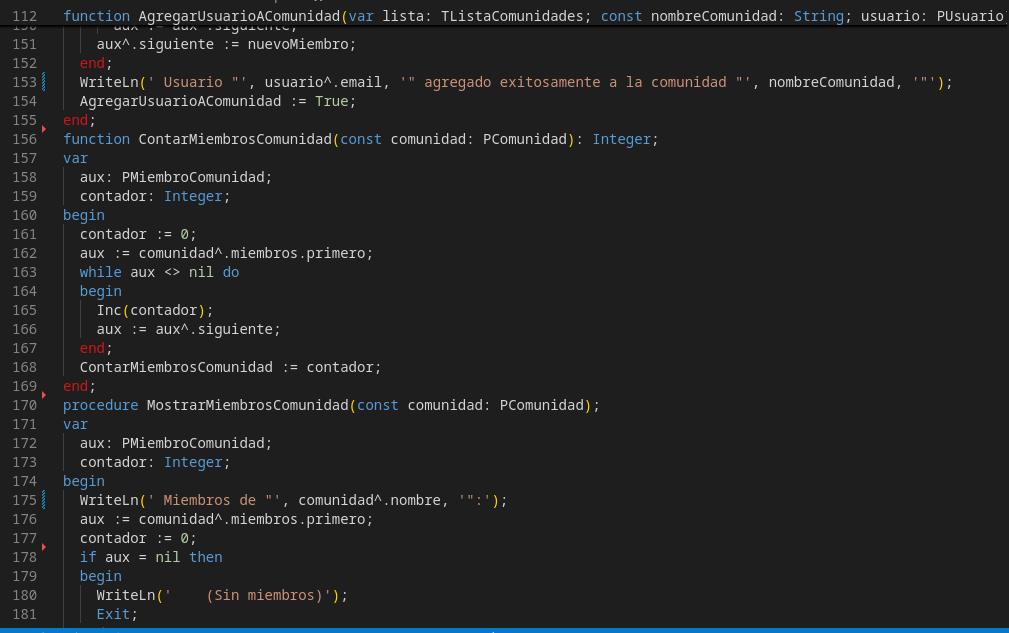 112 function AgregarUsuarioAComunidad(var lista: TListaComunidades; const nombreComunidad: String; usuario: PUsuario
151 aux^.siguiente := nuevoMiembro;
152 end;
153 WriteLn(' Usuario "', usuario^.email, '" agregado exitosamente a la comunidad "', nombreComunidad, '"');
154 AgregarUsuarioAComunidad := True;
155 end;
156 function ContarMiembrosComunidad(const comunidad: PComunidad): Integer;
157 var
158 aux: PMiembroComunidad;
159 contador: Integer;
160 begin
161 contador := 0;
162 aux := comunidad^.miembros.primero;
163 while aux <> nil do
164 begin
165 Inc(contador);
166 aux := aux^.siguiente;
167 end;
168 ContarMiembrosComunidad := contador;
169 end;
170 procedure MostrarMiembrosComunidad(const comunidad: PComunidad);
171 var
172 aux: PMiembroComunidad;
173 contador: Integer;
174 begin
175 WriteLn(' Miembros de "', comunidad^.nombre, '":');
176 aux := comunidad^.miembros.primero;
177 contador := 0;
178 if aux = nil then
179 begin
180 WriteLn('    (Sin miembros)');
181 Exit;